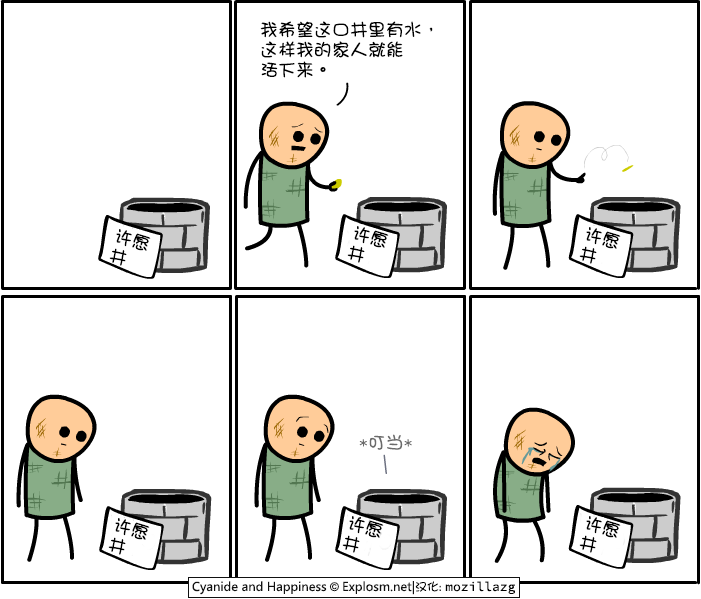 许愿
井
我希望这口井里有水，
这样我的家人就能
活下来。
许愿
井
许愿
井
许愿
井
*叮当*
许愿
井
许愿
井
Cyanide and Happiness © Explosm.net|汉化: mozillazg